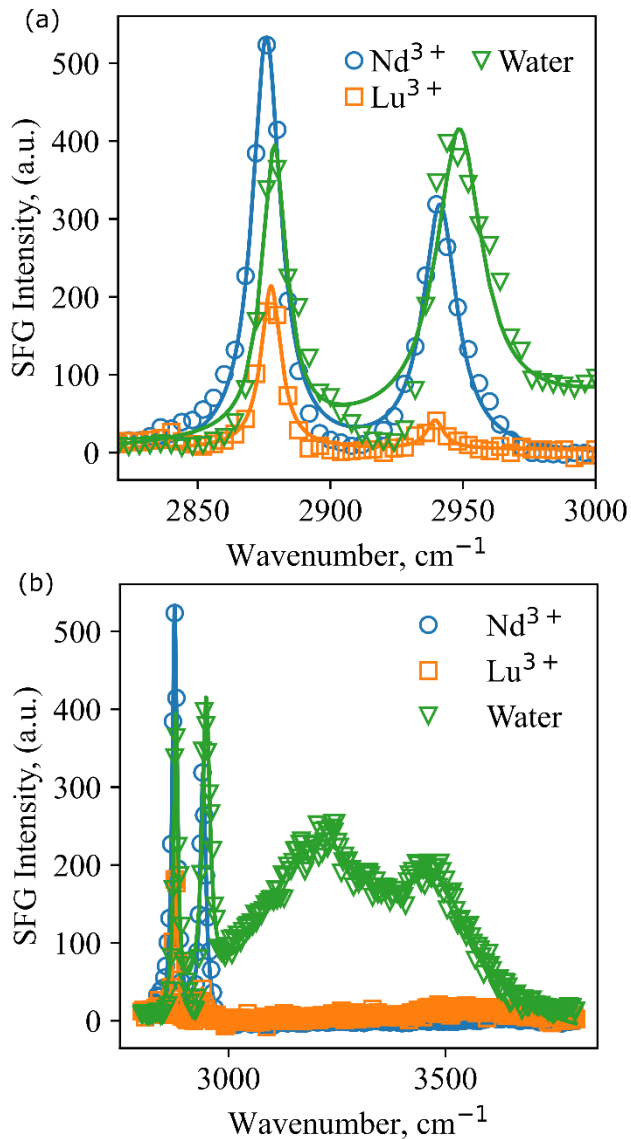 (a)
Nd³⁺ Water
Lu³⁺
500
400
300
200
100
0
SFG Intensity, (a.u.)
2850 2900 2950 3000
Wavenumber, cm⁻¹
(b)
Nd³⁺
Lu³⁺
Water
500
400
300
200
100
0
SFG Intensity, (a.u.)
3000 3500
Wavenumber, cm⁻¹